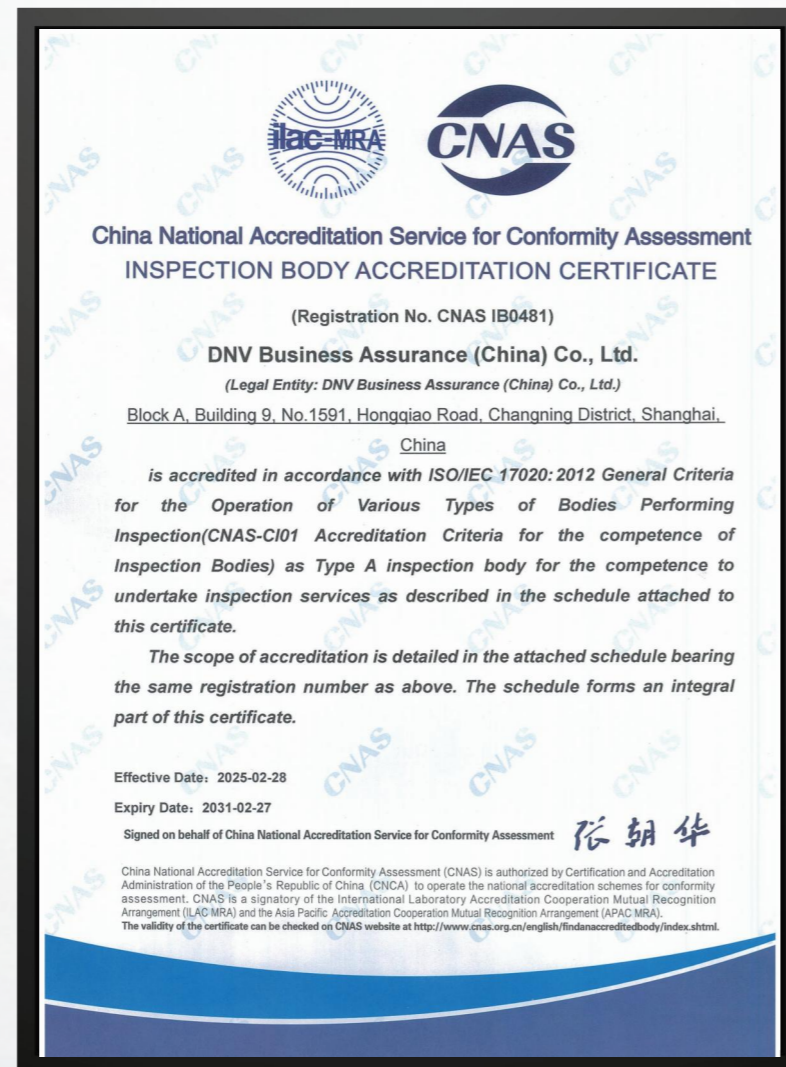 ilac-MRA
CNAS
China National Accreditation Service for Conformity Assessment
INSPECTION BODY ACCREDITATION CERTIFICATE
(Registration No. CNAS IB0481)
DNV Business Assurance (China) Co., Ltd.
(Legal Entity: DNV Business Assurance (China) Co., Ltd.)
Block A, Building 9, No.1591, Hongqiao Road, Changning District, Shanghai,
China
is accredited in accordance with ISO/IEC 17020: 2012 General Criteria
for the Operation of Various Types of Bodies Performing
Inspection(CNAS-CI01 Accreditation Criteria for the competence of
Inspection Bodies) as Type A inspection body for the competence to
undertake inspection services as described in the schedule attached to
this certificate.
The scope of accreditation is detailed in the attached schedule bearing
the same registration number as above. The schedule forms an integral
part of this certificate.
Effective Date: 2025-02-28
Expiry Date: 2031-02-27
Signed on behalf of China National Accreditation Service for Conformity Assessment 张朝华
China National Accreditation Service for Conformity Assessment (CNAS) is authorized by Certification and Accreditation
Administration of the People's Republic of China (CNCA) to operate the national accreditation schemes for conformity
assessment. CNAS is a signatory of the International Laboratory Accreditation Cooperation Mutual Recognition
Arrangement (ILAC MRA) and the Asia Pacific Accreditation Cooperation Mutual Recognition Arrangement (APAC MRA).
The validity of the certificate can be checked on CNAS website at http://www.cnas.org.cn/english/findanaccreditedbody/index.shtml.